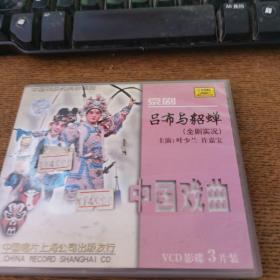 京剧
吕布与貂蝉
(全剧实况)
主演:叶少兰 许嘉宝
中国戏曲
中国唱片上海公司出版发行
CHINA RECORD SHANGHAI CO
VCD影碟 3片装